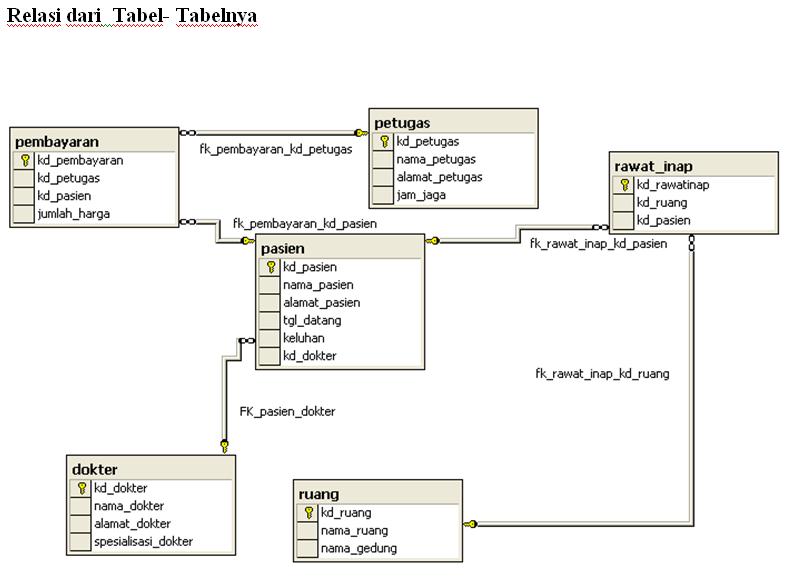 Relasi dari  Tabel- Tabelnya
pembayaran
kd_pembayaran
kd_petugas
kd_pasien
jumlah_harga
fk_pembayaran_kd_petugas
petugas
kd_petugas
nama_petugas
alamat_petugas
jam_jaga
rawat_inap
kd_rawatinap
kd_ruang
kd_pasien
fk_pembayaran_kd_pasien
fk_rawat_inap_kd_pasien
pasien
kd_pasien
nama_pasien
alamat_pasien
tgl_datang
keluhan
kd_dokter
fk_rawat_inap_kd_ruang
FK_pasien_dokter
dokter
kd_dokter
nama_dokter
alamat_dokter
spesialisasi_dokter
ruang
kd_ruang
nama_ruang
nama_gedung